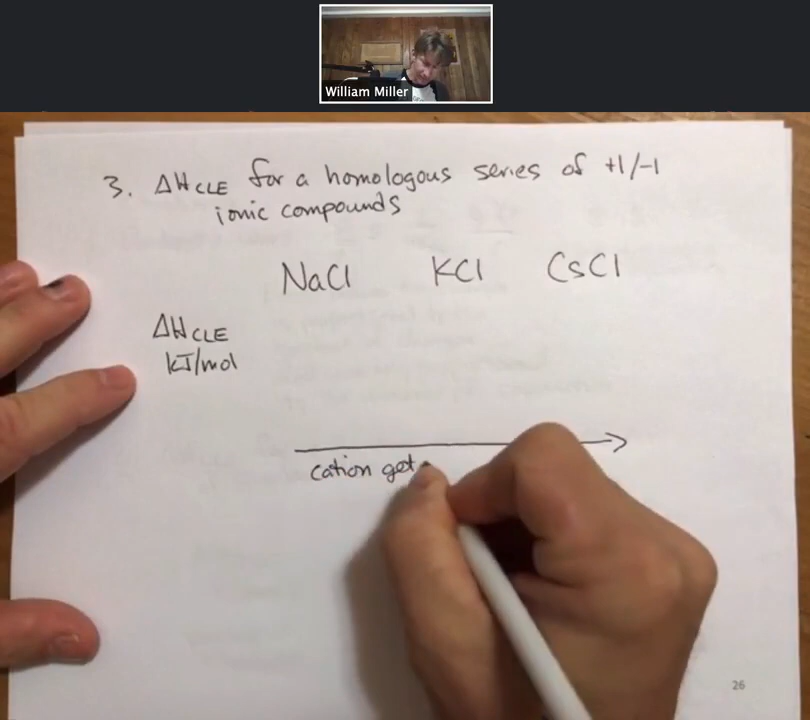 William Miller
3. ΔHCLE for a homologous series of +1/-1
ionic compounds
NaCl KCl CsCl
ΔHCLE
kJ/mol
cation get
26